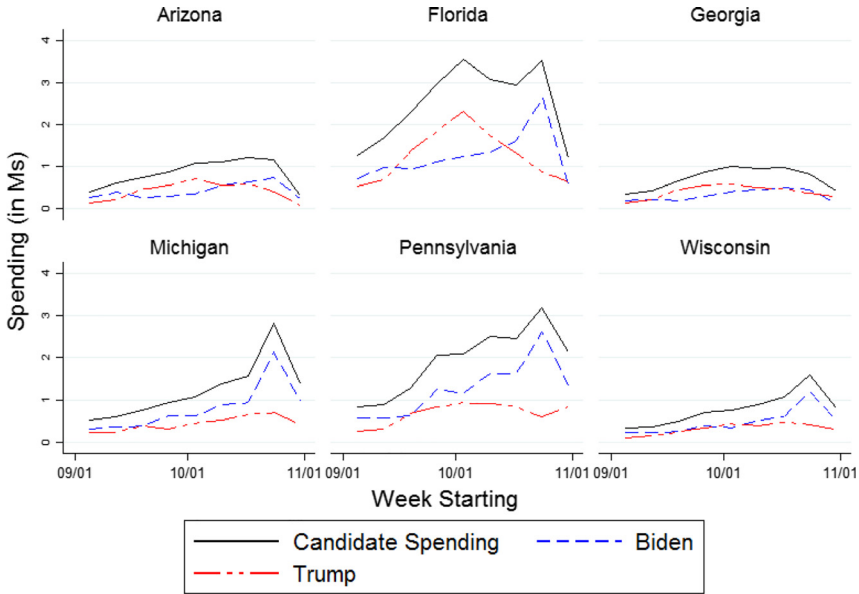 Arizona Florida Georgia
4
3
2
1
0
Michigan Pennsylvania Wisconsin
4
3
2
1
0
Spending (in Ms)
09/01 10/01 11/01 09/01 10/01 11/01 09/01 10/01 11/01
Week Starting
Candidate Spending Biden
Trump